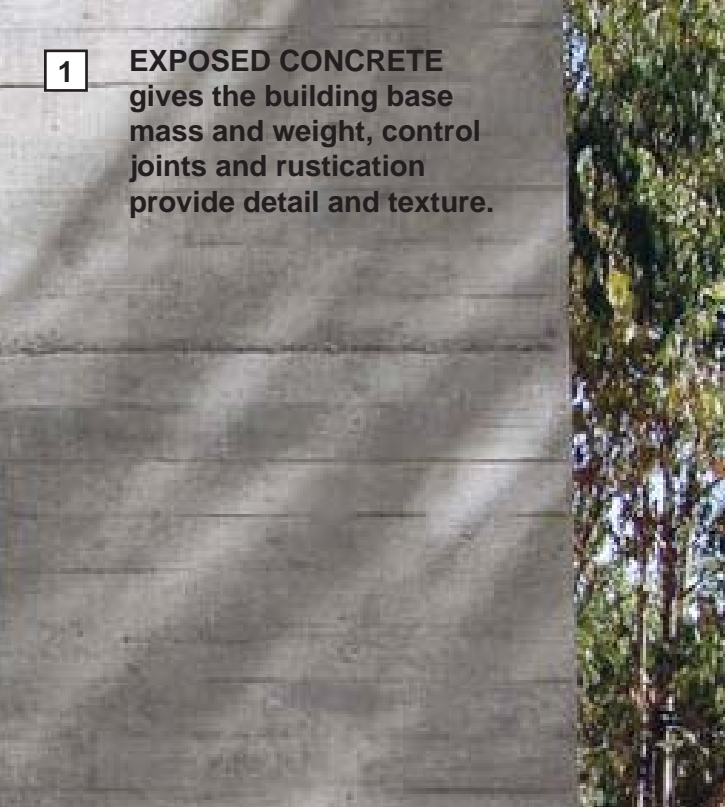 1
EXPOSED CONCRETE
gives the building base
mass and weight, control
joints and rustication
provide detail and texture.